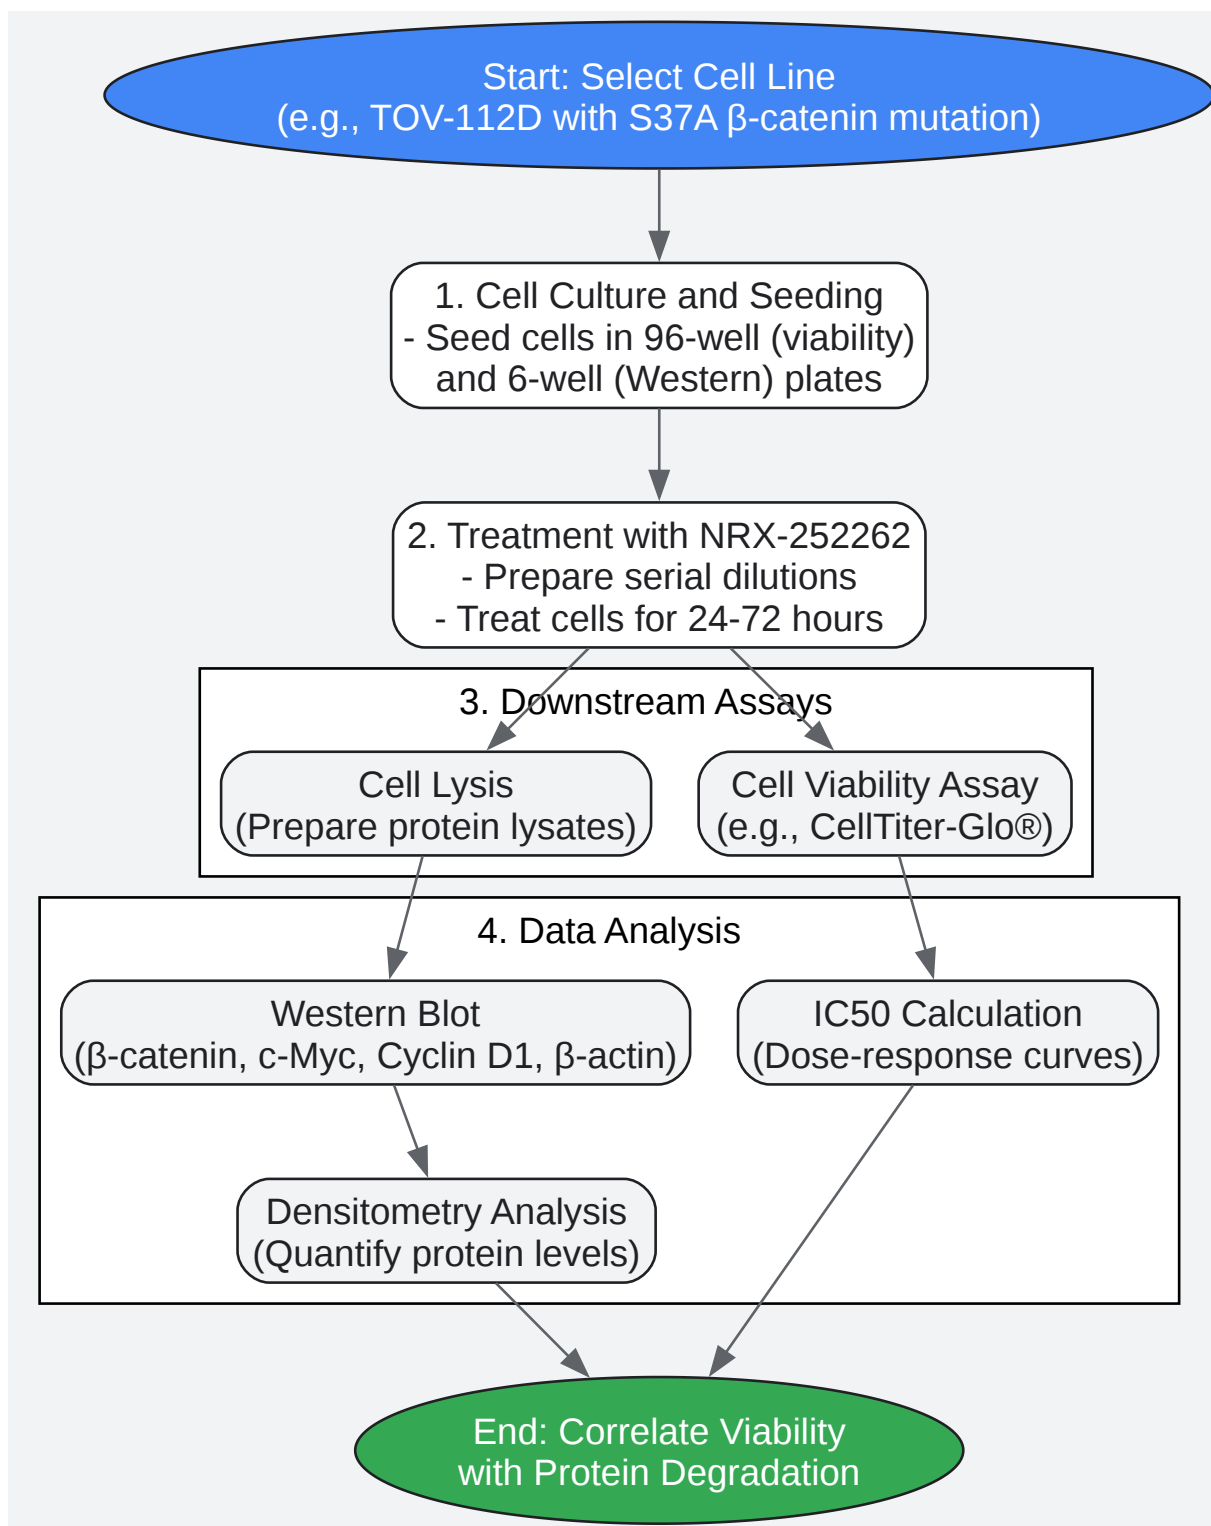 Start: Select Cell Line
(e.g., TOV-112D with S37A β-catenin mutation)
1. Cell Culture and Seeding
- Seed cells in 96-well (viability)
and 6-well (Western) plates
2. Treatment with NRX-252262
- Prepare serial dilutions
- Treat cells for 24-72 hours
3. Downstream Assays
Cell Lysis
(Prepare protein lysates)
Cell Viability Assay
(e.g., CellTiter-Glo®)
4. Data Analysis
Western Blot
(β-catenin, c-Myc, Cyclin D1, β-actin)
IC50 Calculation
(Dose-response curves)
Densitometry Analysis
(Quantify protein levels)
End: Correlate Viability
with Protein Degradation